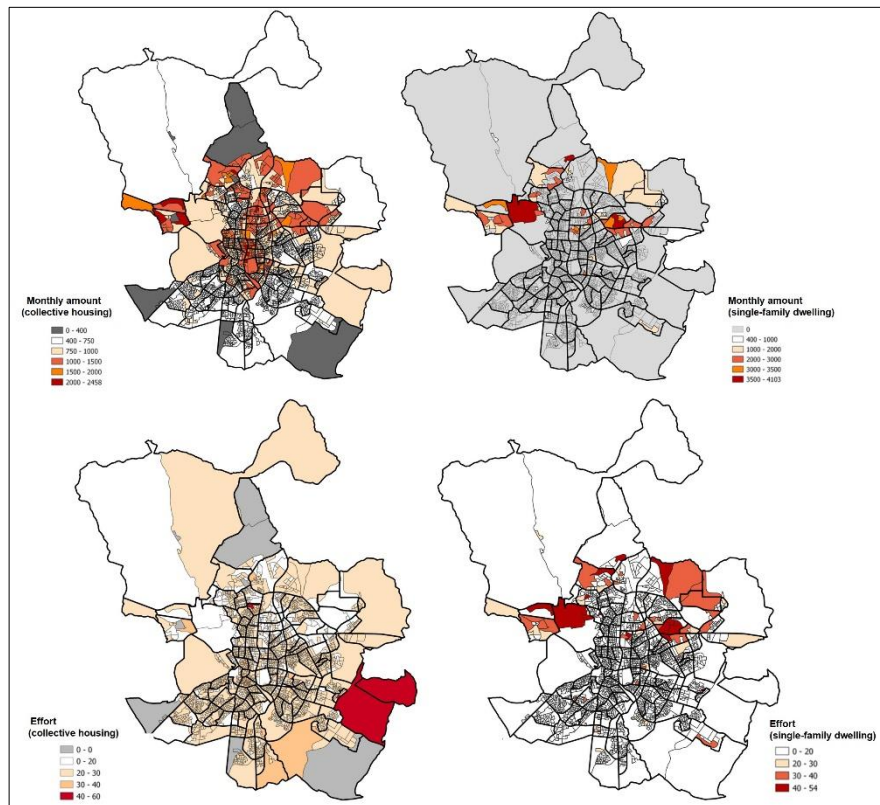 Monthly amount
(collective housing)
0 - 400
400 - 750
750 - 1000
1000 - 1500
1500 - 2000
2000 - 2458
Monthly amount
(single-family dwelling)
0
400 - 1000
1000 - 2000
2000 - 3000
3000 - 3500
3500 - 4103
Effort
(collective housing)
0 - 0
0 - 20
20 - 30
30 - 40
40 - 60
Effort
(single-family dwelling)
0 - 20
20 - 30
30 - 40
40 - 54